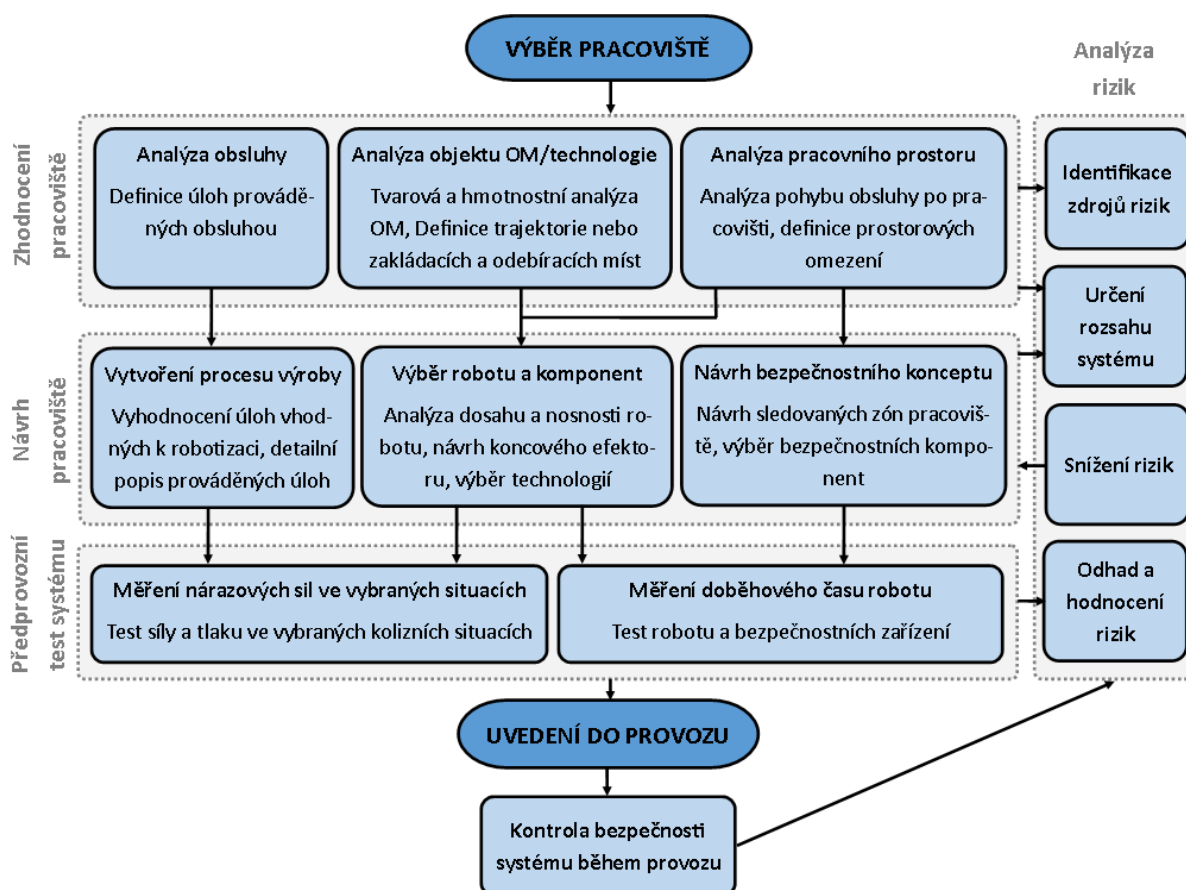 VÝBĚR PRACOVIŠTĚ
Analýza
rizik
Zhodnocení
pracoviště
Analýza obsluhy
Definice úloh prováдě-
ných obsluhou
Analýza objektu OM/technologie
Tvarová a hmotnostní analýza
OM, Definice trajektorie nebo
zakládacích a odebíracích míst
Analýza pracovního prostoru
Analýza pohybu obsluhy po pra-
covišti, definice prostorových
omezení
Identifikace
zdrojů rizik
Určení
rozsahu
systému
Návrh
pracoviště
Vytvoření procesu výroby
Vyhodnocení úloh vhod-
ných k robotizaci, detailní
popis prováděných úloh
Výběr robotu a komponent
Analýza dosahu a nosnosti ro-
botu, návrh koncového efekto-
ru, výběr technologií
Návrh bezpečnostního konceptu
Návrh sledovaných zón pracoviš-
tě, výběr bezpečnostních kompo-
nent
Snížení rizik
Předprovozní
test systému
Měření nárazových sil ve vybraných situacích
Test síly a tlaku ve vybraných kolizních situacích
Měření doběhového času robotu
Test robotu a bezpečnostních zařízení
Odhad a
hodnocení
rizik
UVEDENÍ DO PROVOZU
Kontrola bezpečnosti
systému během provozu